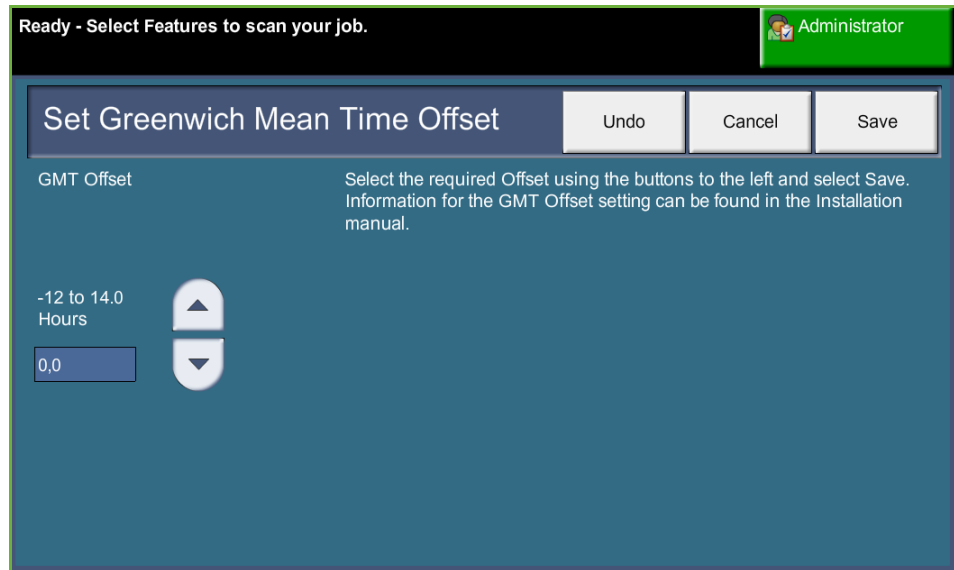 Ready - Select Features to scan your job.
Administrator
Set Greenwich Mean Time Offset
Undo
Cancel
Save
GMT Offset
Select the required Offset using the buttons to the left and select Save.
Information for the GMT Offset setting can be found in the Installation
manual.
-12 to 14.0
Hours
0,0